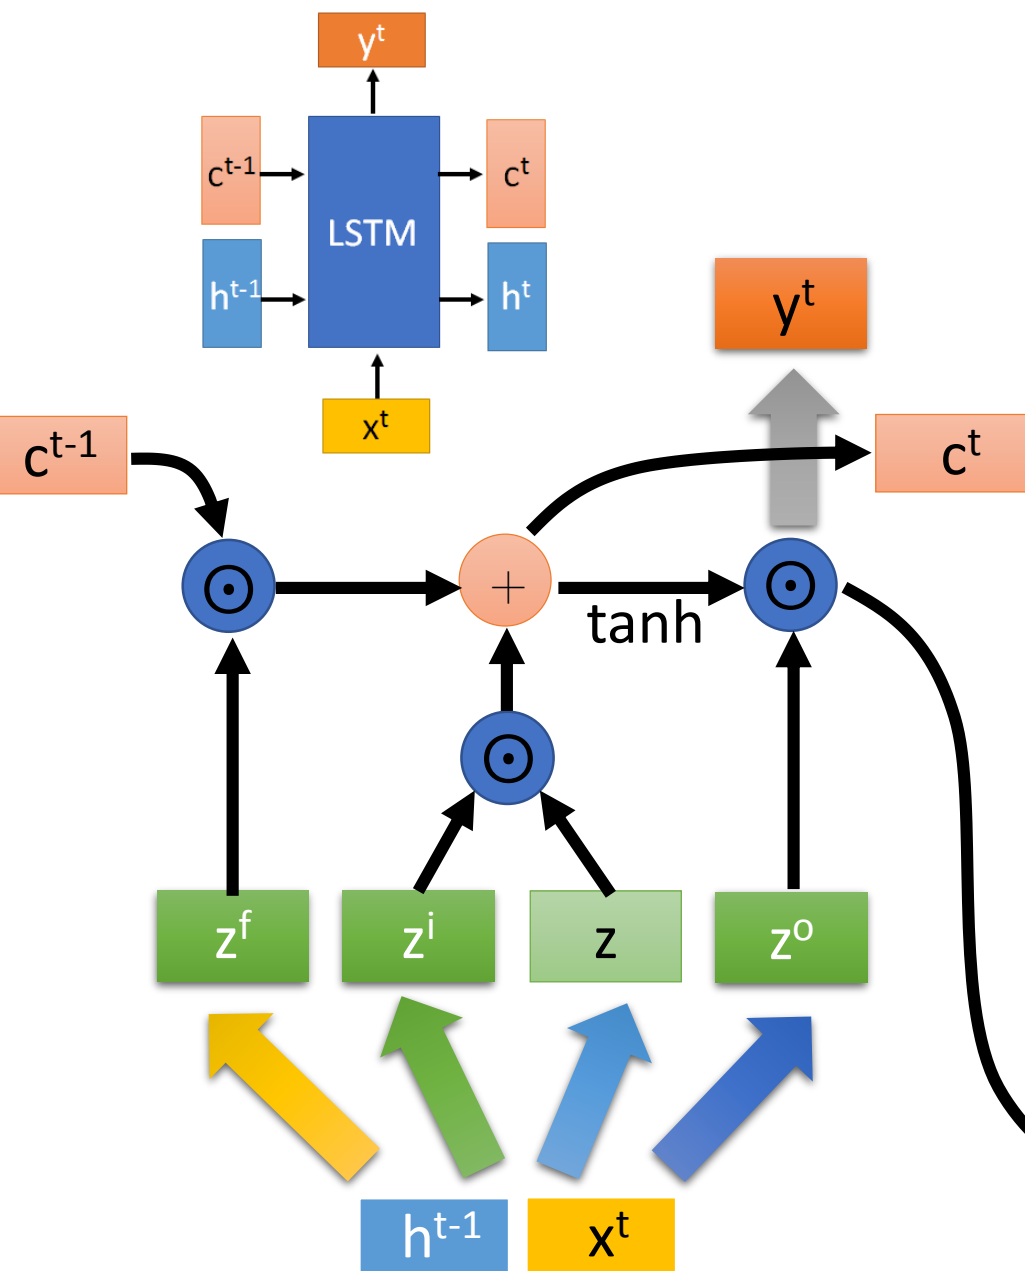 yᵗ
cᵗ⁻¹
cᵗ
LSTM
hᵗ⁻¹
hᵗ
xᵗ
yᵗ
cᵗ⁻¹
cᵗ
⊙
+
⊙
tanh
⊙
zᶠ
zⁱ
z
zᵒ
hᵗ⁻¹
xᵗ